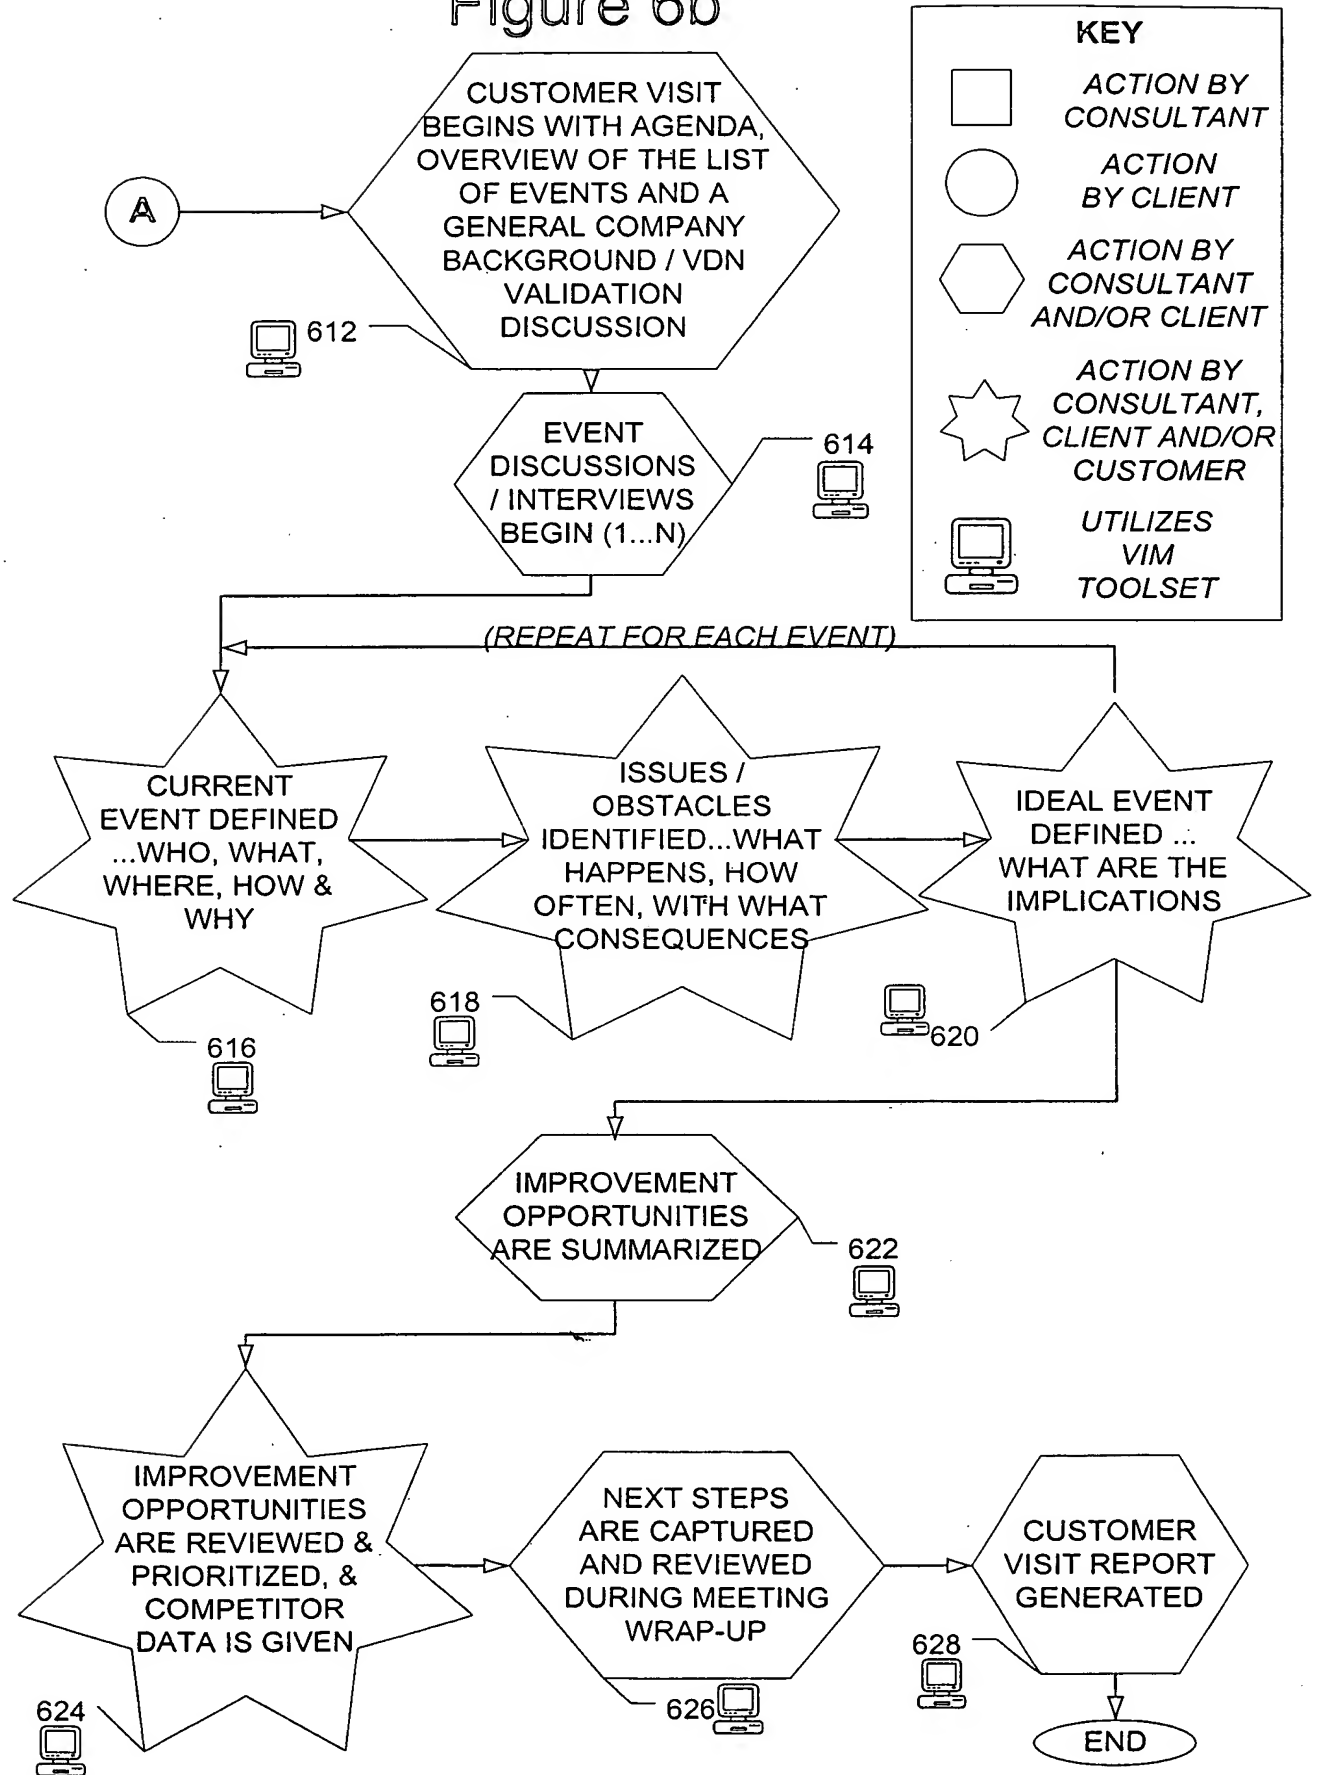 Figure 6b
KEY
ACTION BY
CONSULTANT
ACTION
BY CLIENT
ACTION BY
CONSULTANT
AND/OR CLIENT
ACTION BY
CONSULTANT,
CLIENT AND/OR
CUSTOMER
UTILIZES
VIM
TOOLSET
A
CUSTOMER VISIT
BEGINS WITH AGENDA,
OVERVIEW OF THE LIST
OF EVENTS AND A
GENERAL COMPANY
BACKGROUND / VDN
VALIDATION
DISCUSSION
612
EVENT
DISCUSSIONS
/ INTERVIEWS
BEGIN (1...N)
614
(REPEAT FOR EACH EVENT)
CURRENT
EVENT DEFINED
...WHO, WHAT,
WHERE, HOW &
WHY
616
ISSUES /
OBSTACLES
IDENTIFIED...WHAT
HAPPENS, HOW
OFTEN, WITH WHAT
CONSEQUENCES
618
IDEAL EVENT
DEFINED ...
WHAT ARE THE
IMPLICATIONS
620
IMPROVEMENT
OPPORTUNITIES
ARE SUMMARIZED
622
IMPROVEMENT
OPPORTUNITIES
ARE REVIEWED &
PRIORITIZED, &
COMPETITOR
DATA IS GIVEN
624
NEXT STEPS
ARE CAPTURED
AND REVIEWED
DURING MEETING
WRAP-UP
626
CUSTOMER
VISIT REPORT
GENERATED
628
END